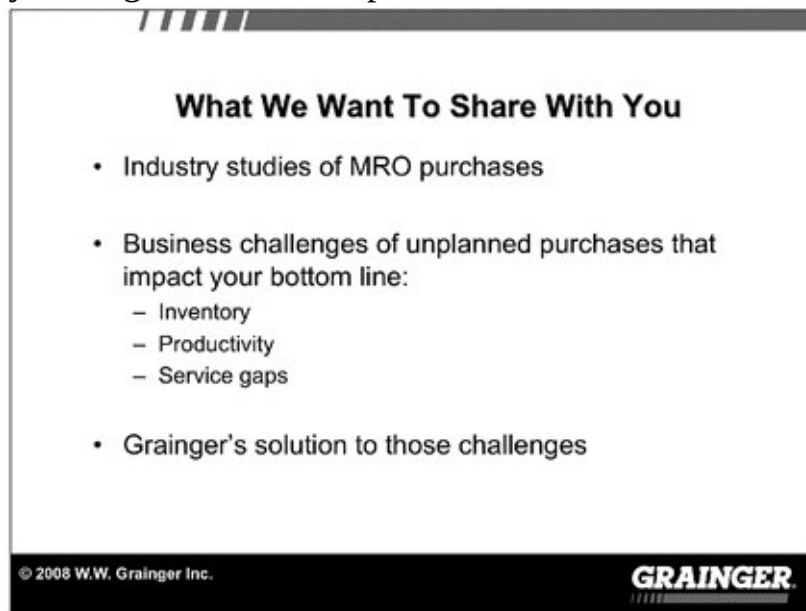 What We Want To Share With You
• Industry studies of MRO purchases
• Business challenges of unplanned purchases that
impact your bottom line:
– Inventory
– Productivity
– Service gaps
• Grainger's solution to those challenges
© 2008 W.W. Grainger Inc.
GRAINGER